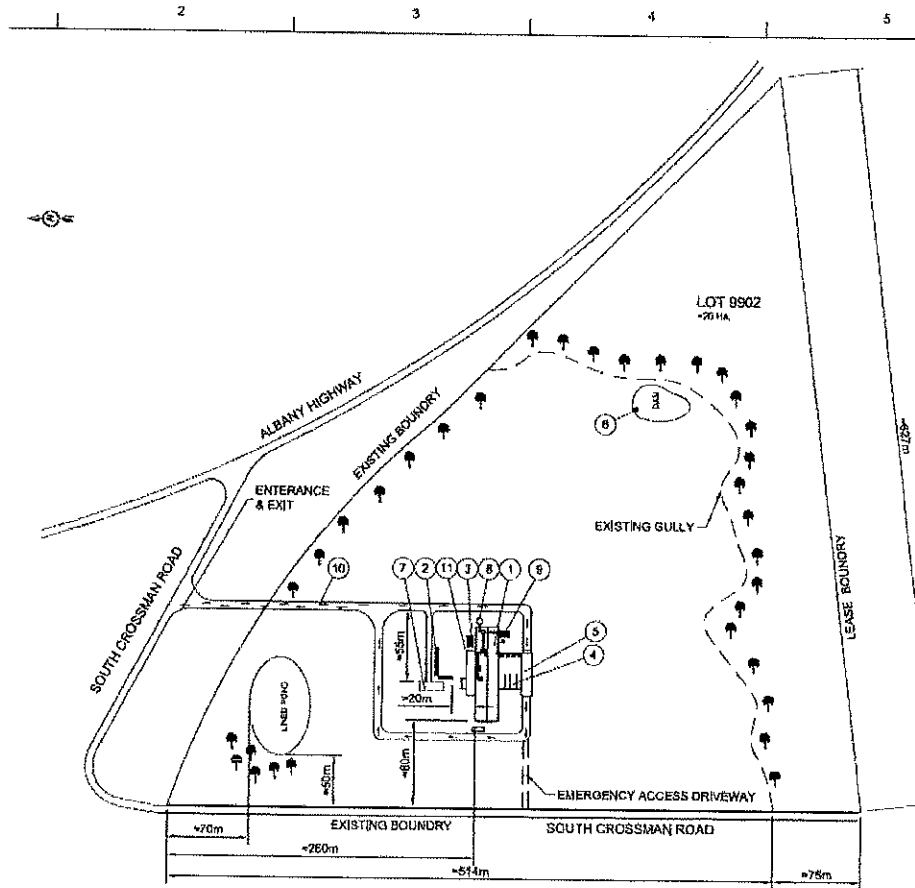 2 3 4 5
N
LOT 9902
≈20 HA.
ALBANY HIGHWAY
EXISTING BOUNDRY
DAM
6
≈627m
ENTERANCE
& EXIT
EXISTING GULLY
SOUTH CROSSMAN ROAD
10
7 2 11 3 8 1 9
5
4
LEASE BOUNDRY
≈55m
≈20m
LINED POND
≈80m
≈50m
EMERGENCY ACCESS DRIVEWAY
≈70m
EXISTING BOUNDRY
SOUTH CROSSMAN ROAD
≈260m
≈514m
≈75m